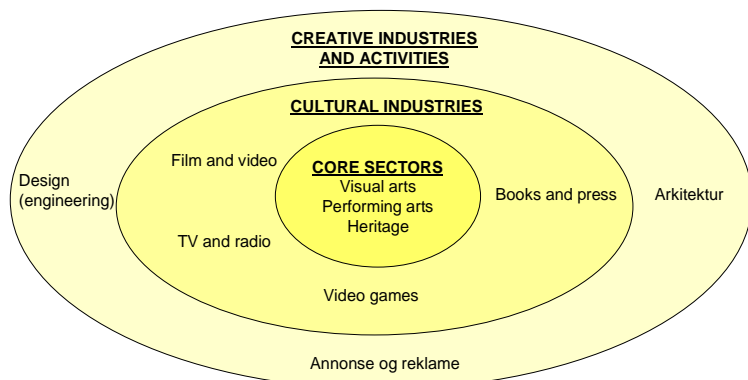 CREATIVE INDUSTRIES
AND ACTIVITIES
CULTURAL INDUSTRIES
Film and video
CORE SECTORS
Visual arts
Performing arts
Heritage
Design
(engineering)
Books and press
Arkitektur
TV and radio
Video games
Annonse og reklame